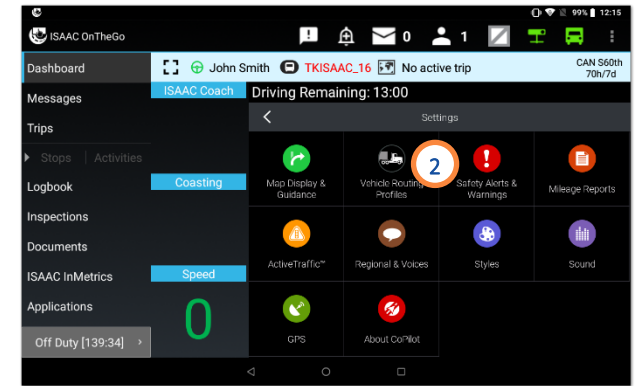 99% 12:15
ISAAC OnTheGo
0
1
Dashboard
John Smith TKISAAC_16 No active trip
CAN S60th
70h/7d
Messages
ISAAC Coach
Driving Remaining: 13:00
Settings
Trips
Stops Activities
Map Display &
Guidance
Vehicle Routing
Profiles
2
Safety Alerts &
Warnings
Mileage Reports
Logbook
Coasting
Inspections
Documents
ActiveTraffic™
Regional & Voices
Styles
Sound
ISAAC InMetrics
Speed
0
Applications
Off Duty [139:34] >
GPS
About CoPilot